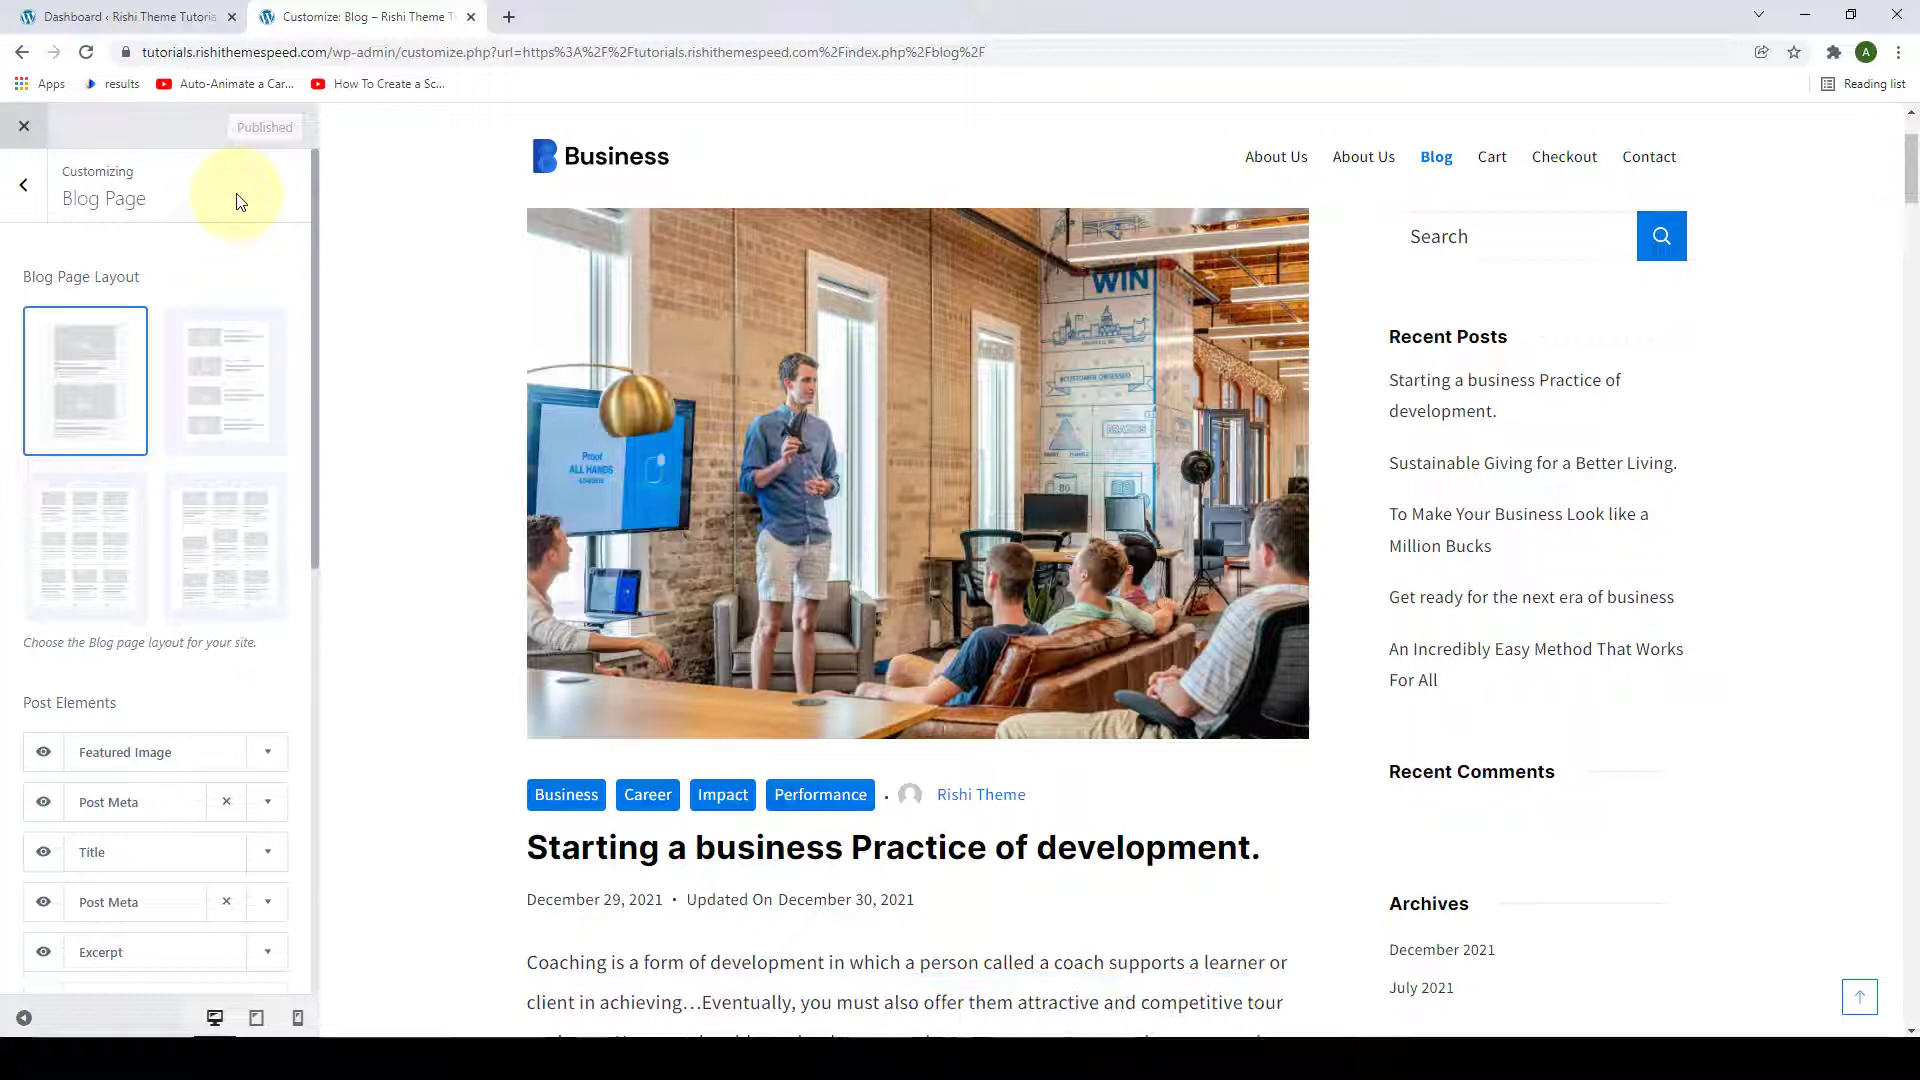 Dashboard ‹ Rishi Theme Tutoria
Customize: Blog – Rishi Theme T
tutorials.rishithemespeed.com/wp-admin/customize.php?url=https%3A%2F%2Ftutorials.rishithemespeed.com%2Findex.php%2Fblog%2F
A
Apps
results
Auto-Animate a Car...
How To Create a Sc...
Reading list
Published
Customizing
Blog Page
Blog Page Layout
Choose the Blog page layout for your site.
Post Elements
Featured Image
Post Meta
Title
Post Meta
Excerpt
Business
About Us
About Us
Blog
Cart
Checkout
Contact
WIN
Proof
ALL HANDS
Business
Career
Impact
Performance
Rishi Theme
Starting a business Practice of development.
December 29, 2021 • Updated On December 30, 2021
Coaching is a form of development in which a person called a coach supports a learner or
client in achieving…Eventually, you must also offer them attractive and competitive tour
Search
Recent Posts
Starting a business Practice of
development.
Sustainable Giving for a Better Living.
To Make Your Business Look like a
Million Bucks
Get ready for the next era of business
An Incredibly Easy Method That Works
For All
Recent Comments
Archives
December 2021
July 2021